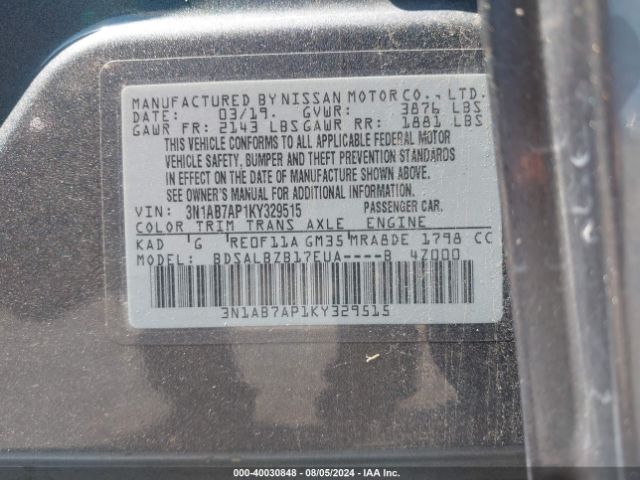 MANUFACTURED BY NISSAN MOTOR CO., LTD.
DATE: 03/19. GVWR: 3876 LBS
GAWR FR: 2143 LBS GAWR RR: 1881 LBS
THIS VEHICLE CONFORMS TO ALL APPLICABLE FEDERAL MOTOR
VEHICLE SAFETY, BUMPER AND THEFT PREVENTION STANDARDS
IN EFFECT ON THE DATE OF MANUFACTURE SHOWN ABOVE.
SEE OWNER'S MANUAL FOR ADDITIONAL INFORMATION.
VIN: 3N1AB7AP1KY329515 PASSENGER CAR.
COLOR TRIM TRANS AXLE ENGINE
KAD G RE0F11A GM35 MRA8DE 1798 CC
MODEL: BDSALBZB17EUA----B 4Z000
3N1AB7AP1KY329515
000-40030848 - 08/05/2024 - IAA Inc.